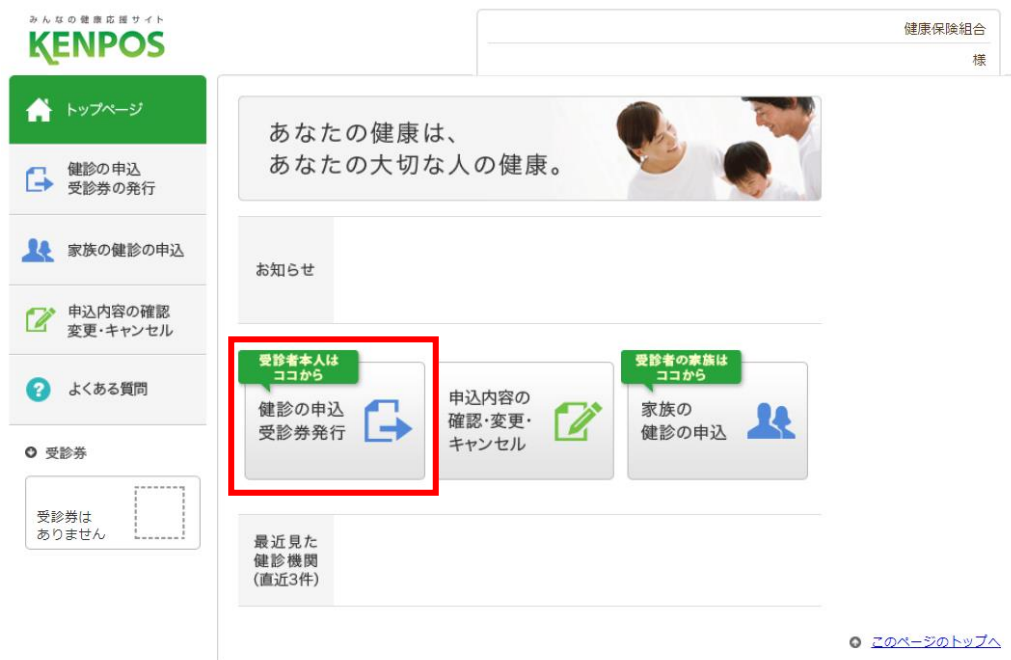 みんなの健康応援サイト
KENPOS
健康保険組合
様
トップページ
健診の申込
受診券の発行
家族の健診の申込
申込内容の確認
変更・キャンセル
よくある質問
受診券
受診券は
ありません
あなたの健康は、
あなたの大切な人の健康。
お知らせ
受診者本人は
ココから
健診の申込
受診券発行
申込内容の
確認・変更・
キャンセル
受診者の家族は
ココから
家族の
健診の申込
最近見た
健診機関
(直近3件)
このページのトップへ